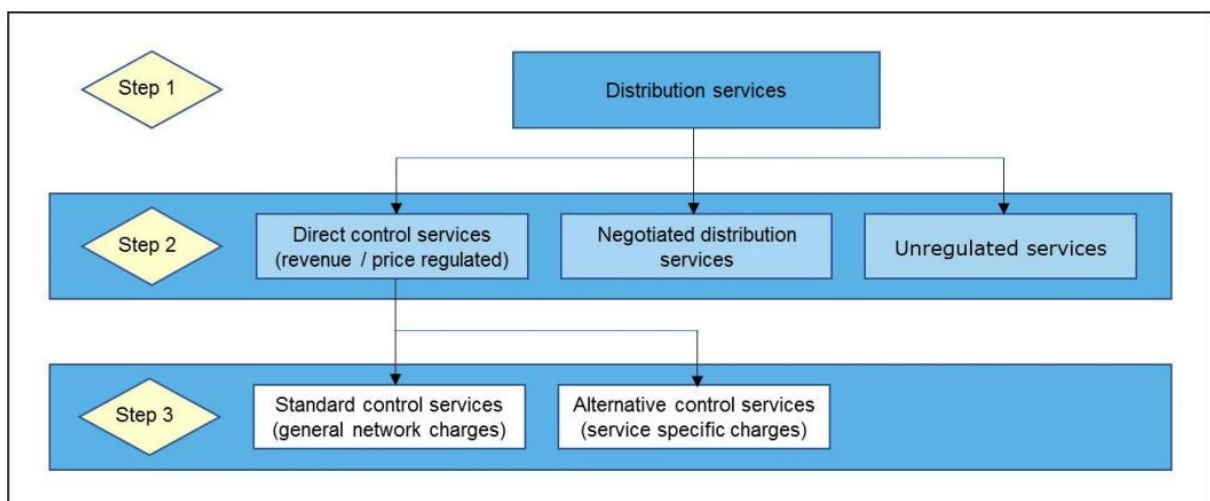 Step 1
Distribution services
Step 2
Direct control services
(revenue / price regulated)
Negotiated distribution
services
Unregulated services
Step 3
Standard control services
(general network charges)
Alternative control services
(service specific charges)